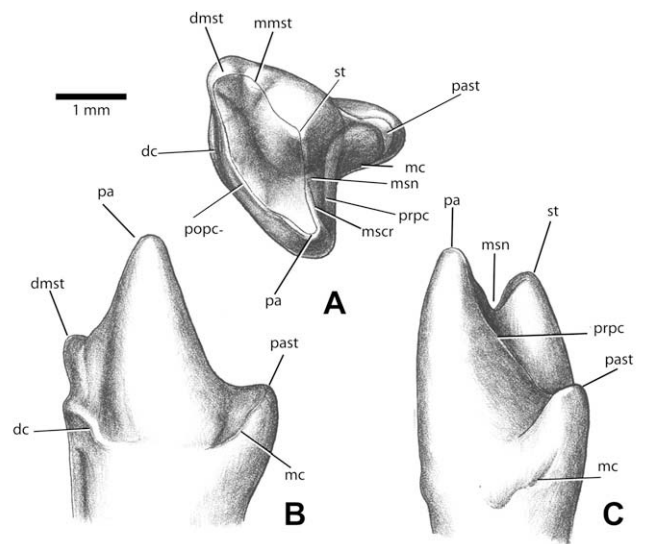 dmst
mmst
st
past
1 mm
dc
mc
msn
prpc
popc-
mscr
pa
A
pa
dmst
past
dc
mc
B
pa
msn
st
prpc
past
mc
C